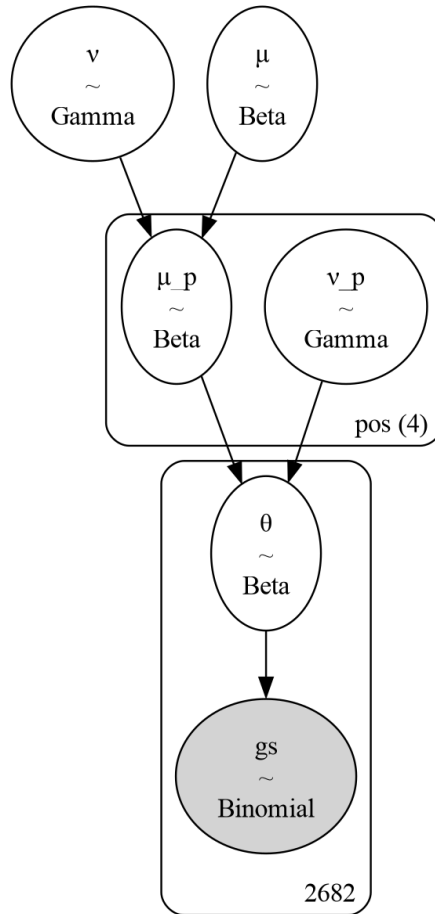 ν
~
Gamma
μ
~
Beta
μ_p
~
Beta
ν_p
~
Gamma
pos (4)
θ
~
Beta
gs
~
Binomial
2682